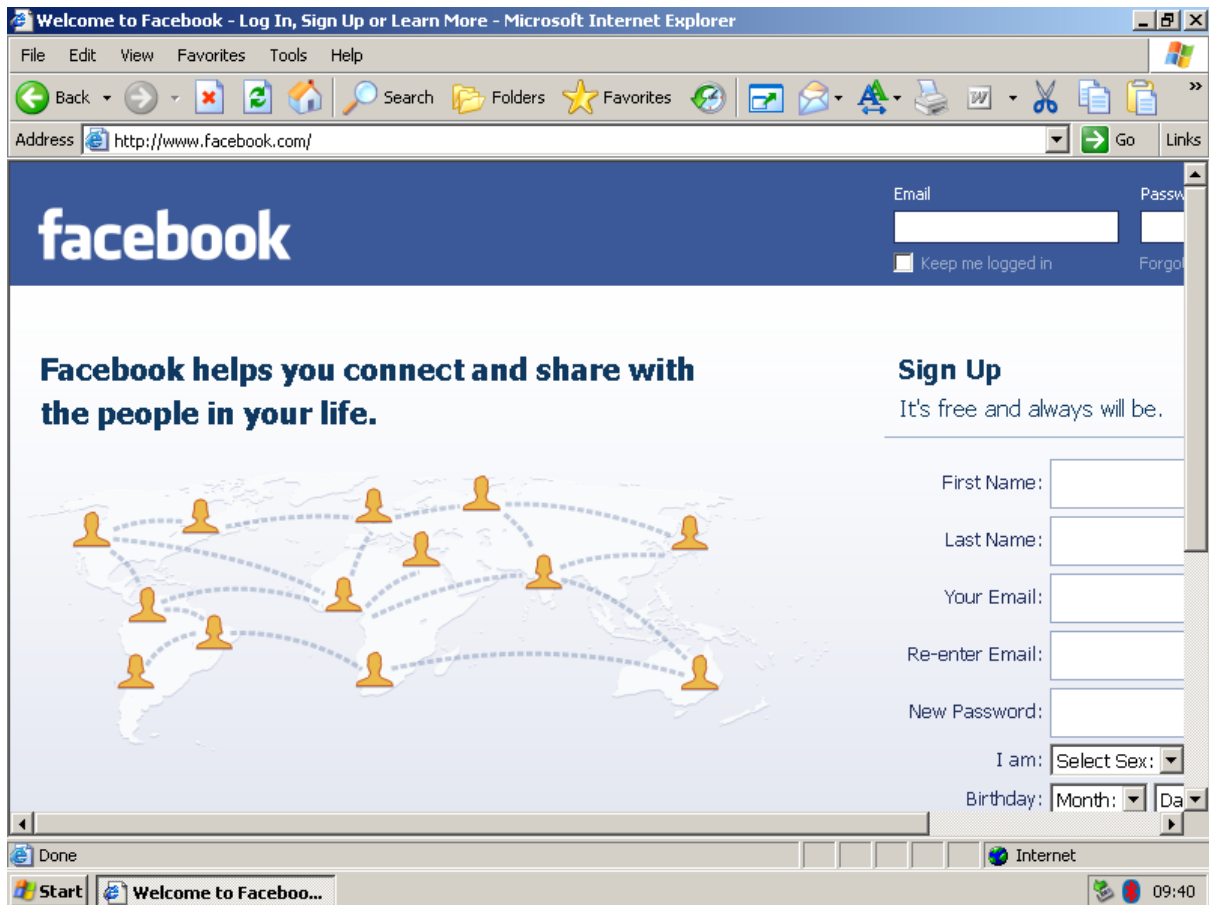 Welcome to Facebook - Log In, Sign Up or Learn More - Microsoft Internet Explorer
File Edit View Favorites Tools Help
Back Search Folders Favorites W »
Address http://www.facebook.com/ Go Links
Email Passw
facebook
Keep me logged in Forgo
Facebook helps you connect and share with
the people in your life.
Sign Up
It's free and always will be.
First Name:
Last Name:
Your Email:
Re-enter Email:
New Password:
I am: Select Sex:
Birthday: Month: Da
Done Internet
Start Welcome to Faceboo... 09:40